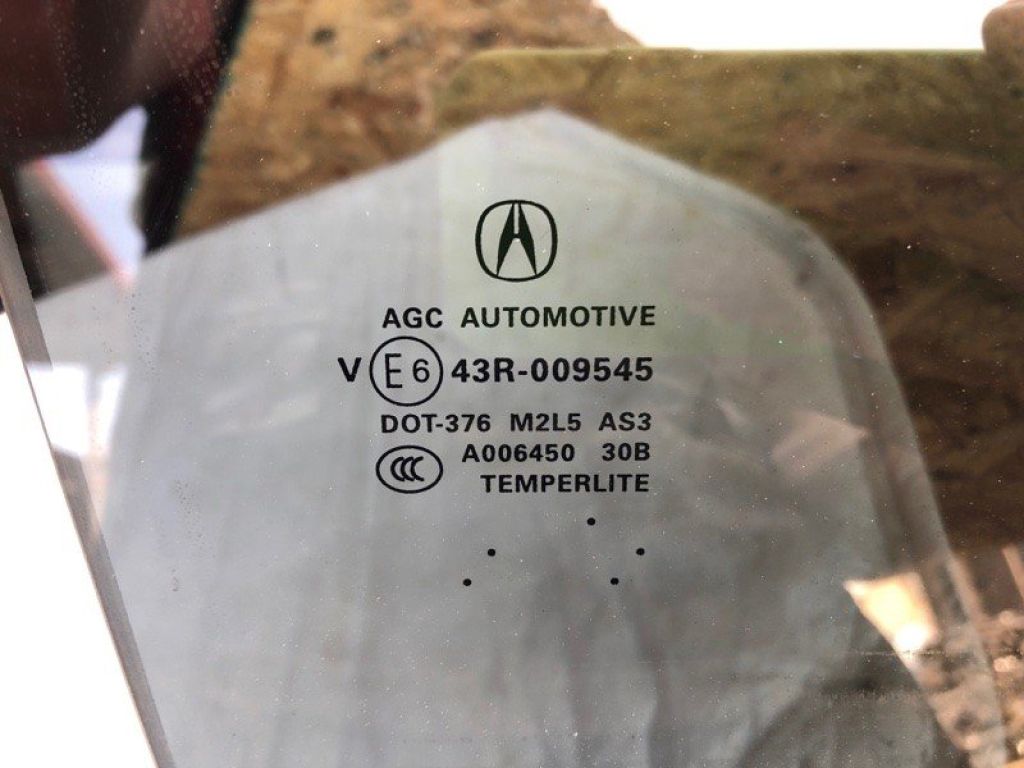 AGC AUTOMOTIVE
V E6 43R-009545
DOT-376 M2L5 AS3
CCC A006450 30B
TEMPERLITE